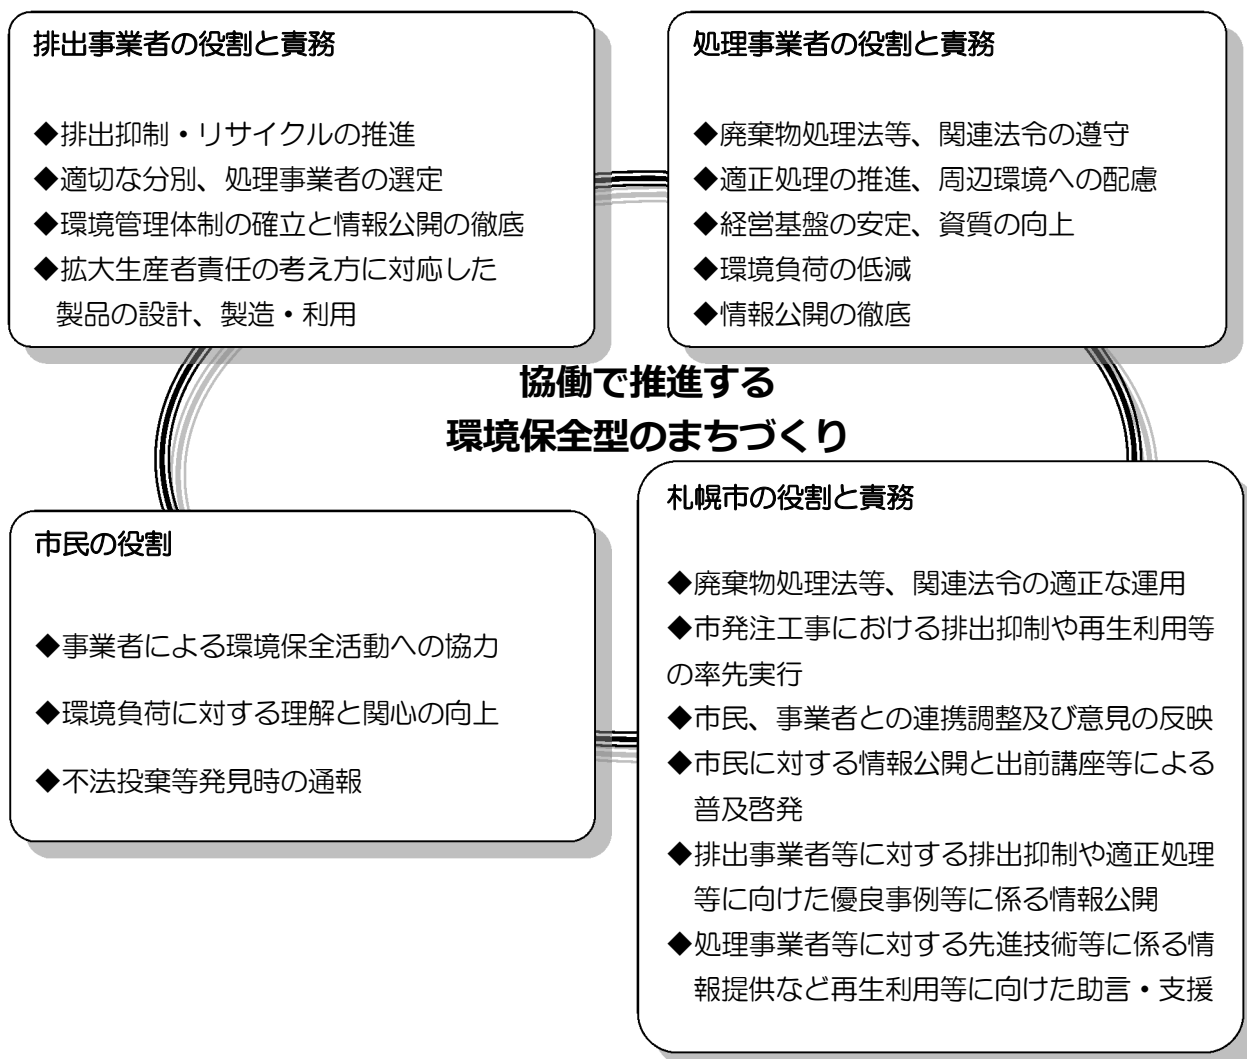 排出事業者の役割と責務
◆排出抑制・リサイクルの推進
◆適切な分別、処理事業者の選定
◆環境管理体制の確立と情報公開の徹底
◆拡大生産者責任の考え方に対応した
製品の設計、製造・利用
処理事業者の役割と責務
◆廃棄物処理法等、関連法令の遵守
◆適正処理の推進、周辺環境への配慮
◆経営基盤の安定、資質の向上
◆環境負荷の低減
◆情報公開の徹底
協働で推進する
環境保全型のまちづくり
市民の役割
◆事業者による環境保全活動への協力
◆環境負荷に対する理解と関心の向上
◆不法投棄等発見時の通報
札幌市の役割と責務
◆廃棄物処理法等、関連法令の適正な運用
◆市発注工事における排出抑制や再生利用等
の率先実行
◆市民、事業者との連携調整及び意見の反映
◆市民に対する情報公開と出前講座等による
普及啓発
◆排出事業者等に対する排出抑制や適正処理
等に向けた優良事例等に係る情報公開
◆処理事業者等に対する先進技術等に係る情
報提供など再生利用等に向けた助言・支援